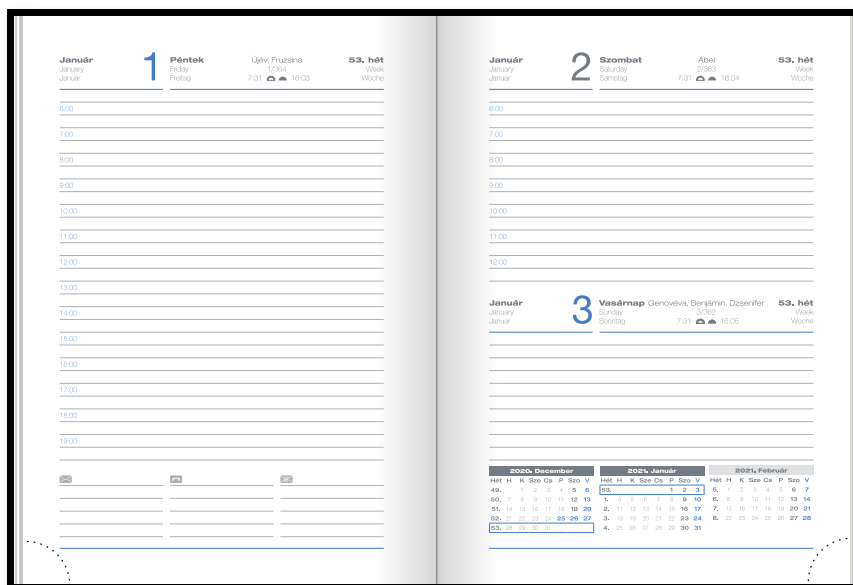 Január 1 Péntek Újév, Fruzsina 53. hét
January Friday 1/364 Week
Januar Freitag 7:31 16:03 Woche
6:00
7:00
8:00
9:00
10:00
11:00
12:00
13:00
14:00
15:00
16:00
17:00
18:00
19:00
Január 2 Szombat Ábel 53. hét
January Saturday 2/363 Week
Januar Samstag 7:31 16:04 Woche
6:00
7:00
8:00
9:00
10:00
11:00
12:00
Január 3 Vasárnap Genovéva, Benjámin, Dzsenifer 53. hét
January Sunday 3/362 Week
Januar Sonntag 7:31 16:05 Woche
2020. December
Hét H K Sze Cs P Szo V
49. 1 2 3 4 5 6
50. 7 8 9 10 11 12 13
51. 14 15 16 17 18 19 20
52. 21 22 23 24 25 26 27
53. 28 29 30 31
2021. Január
Hét H K Sze Cs P Szo V
53. 1 2 3
1. 4 5 6 7 8 9 10
2. 11 12 13 14 15 16 17
3. 18 19 20 21 22 23 24
4. 25 26 27 28 29 30 31
2021. Február
Hét H K Sze Cs P Szo V
5. 1 2 3 4 5 6 7
6. 8 9 10 11 12 13 14
7. 15 16 17 18 19 20 21
8. 22 23 24 25 26 27 28